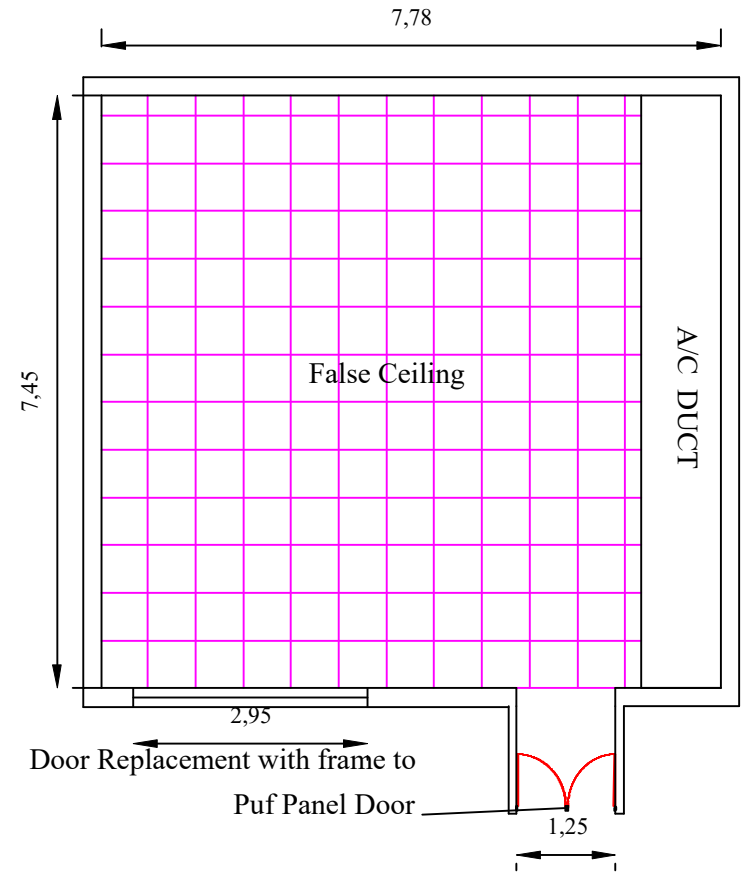 7,78
7,45
False Ceiling
A/C DUCT
2,95
Door Replacement with frame to
Puf Panel Door
1,25